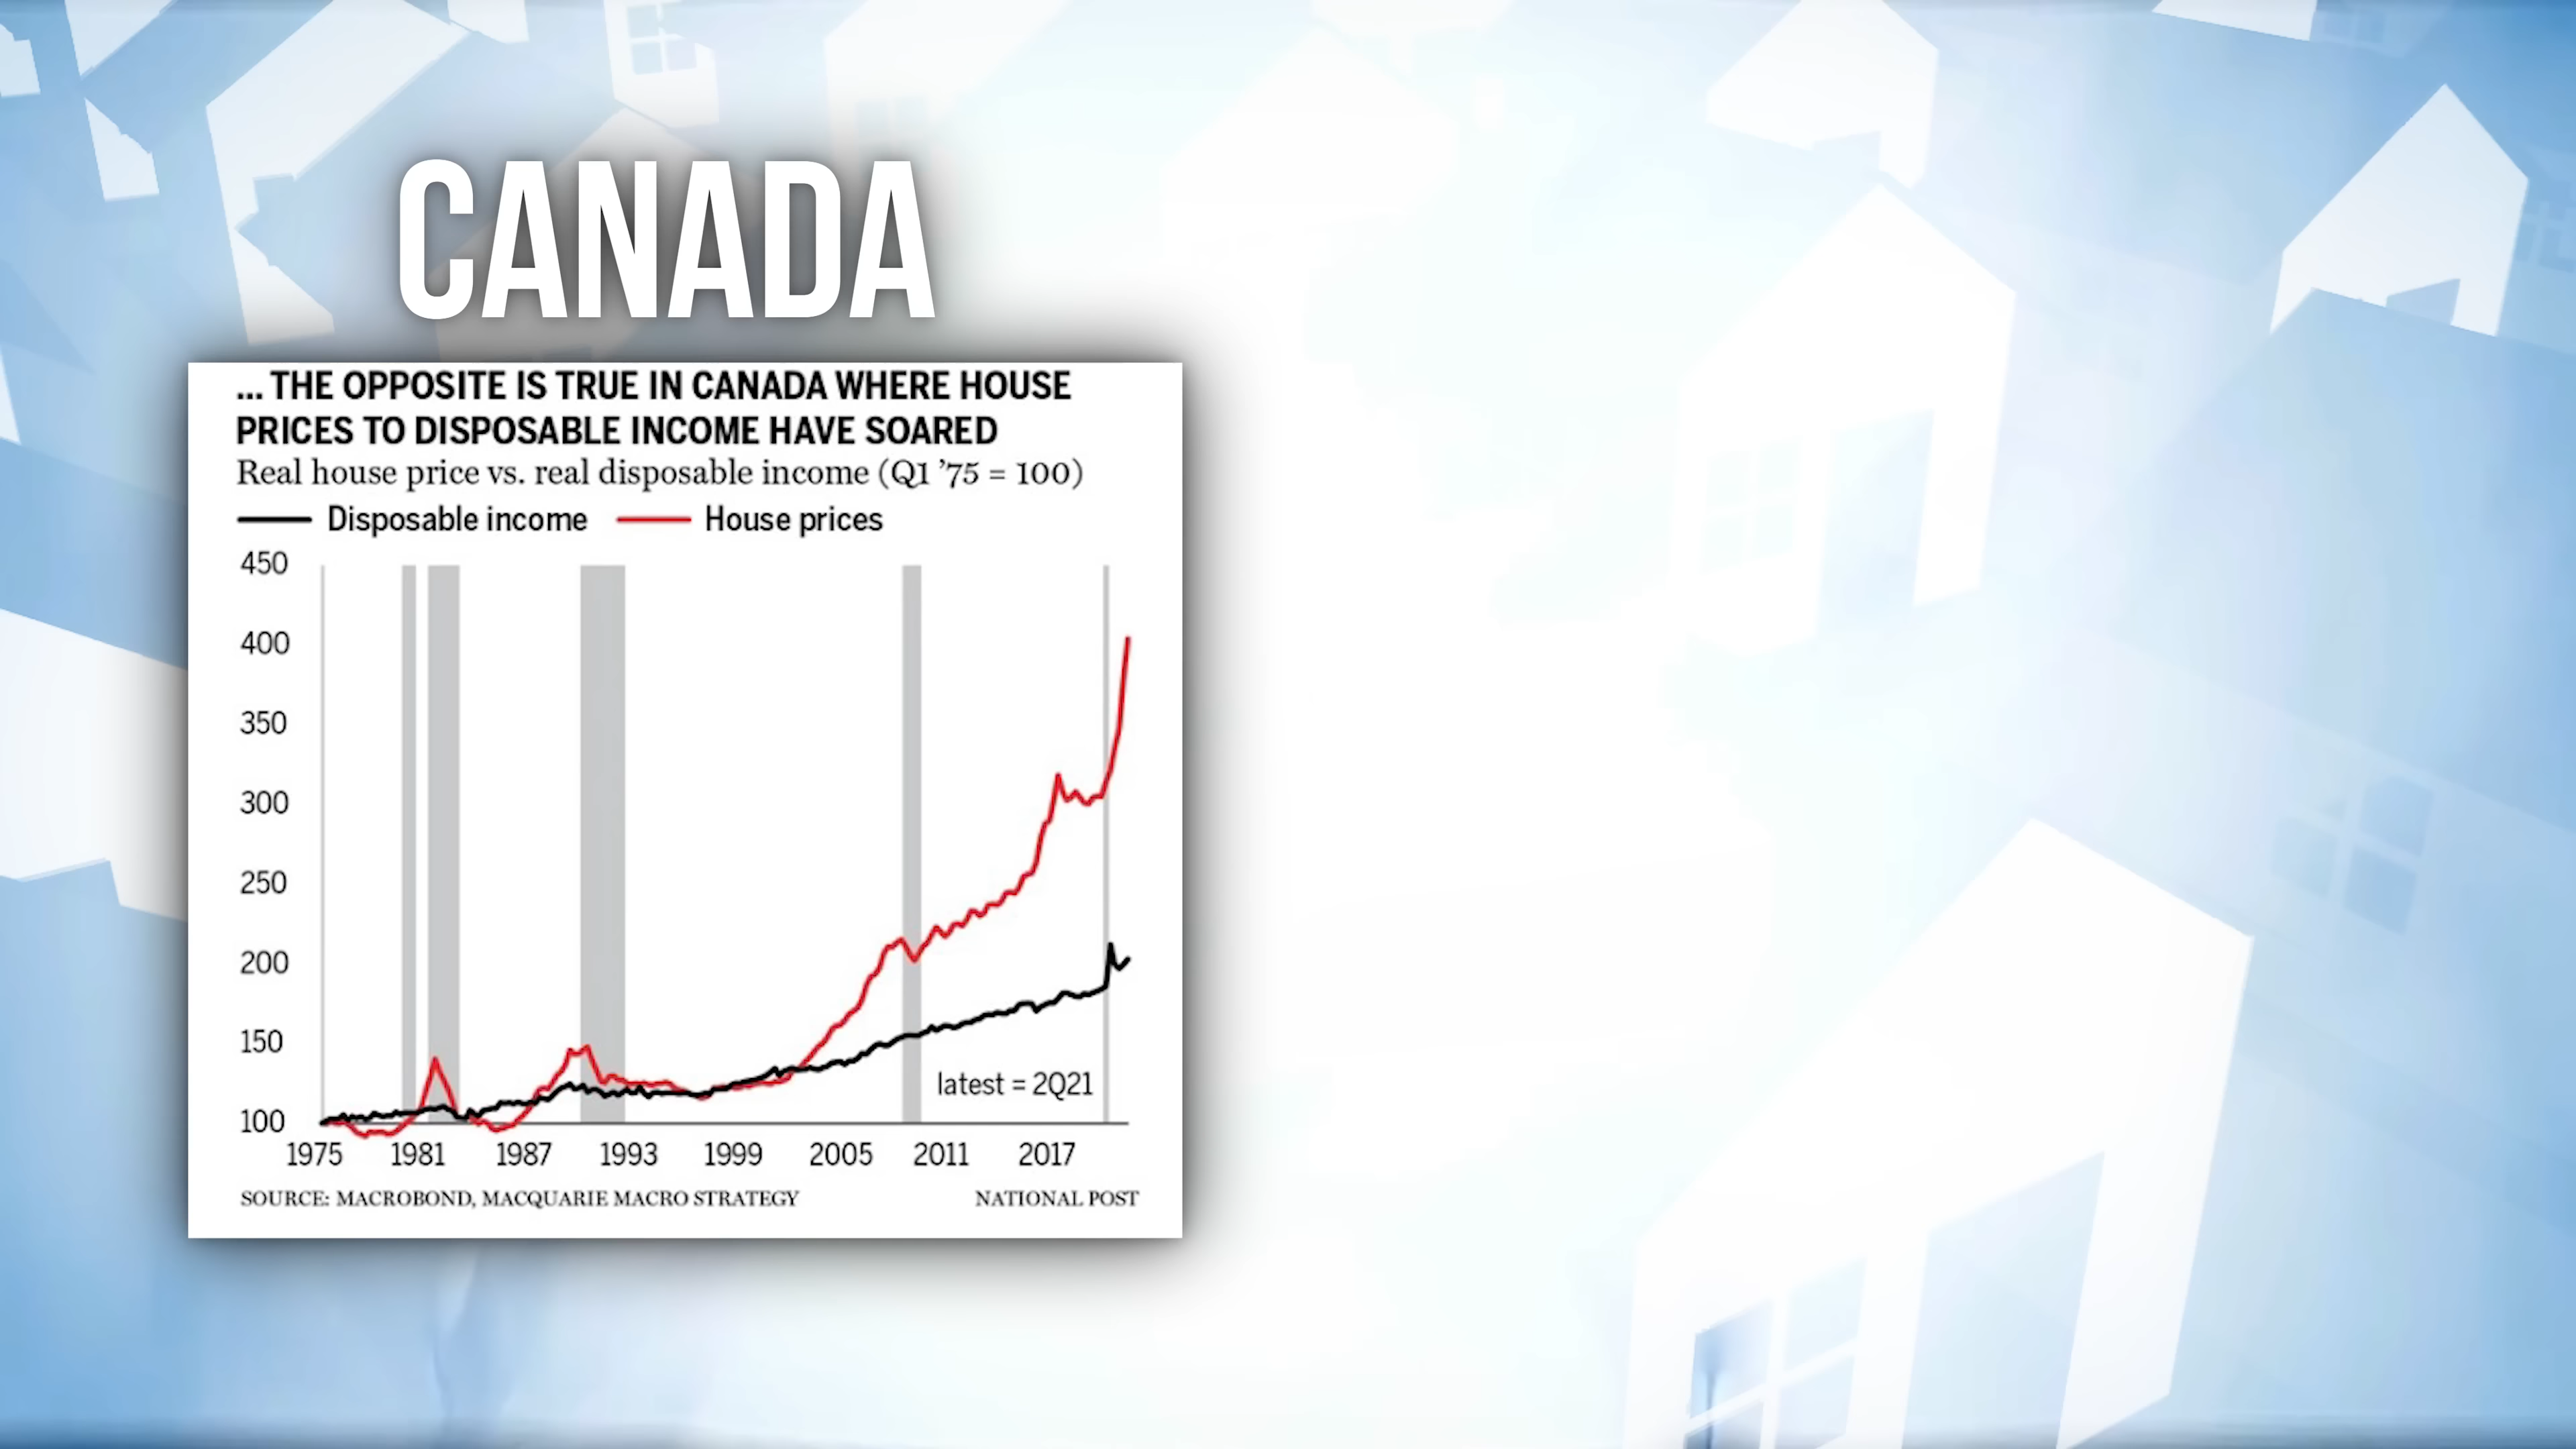 CANADA
... THE OPPOSITE IS TRUE IN CANADA WHERE HOUSE
PRICES TO DISPOSABLE INCOME HAVE SOARED
Real house price vs. real disposable income (Q1 ’75 = 100)
Disposable income House prices
450
400
350
300
250
200
150
latest = 2Q21
100
1975 1981 1987 1993 1999 2005 2011 2017
SOURCE: MACROBOND, MACQUARIE MACRO STRATEGY NATIONAL POST